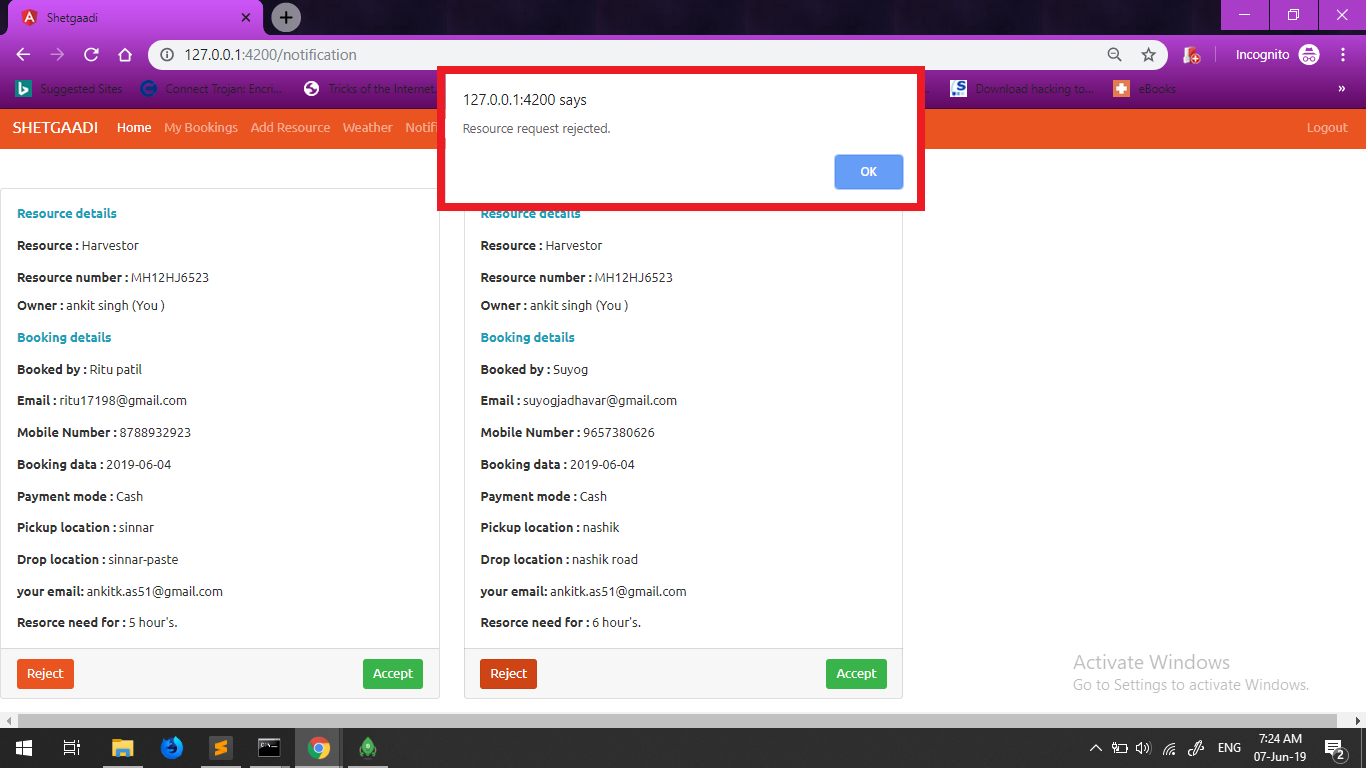 Shetgaadi
127.0.0.1:4200/notification
Incognito
Suggested Sites
Connect Trojan: Encri...
Tricks of the Internet
Download hacking to...
eBooks
»
127.0.0.1:4200 says
Resource request rejected.
OK
SHETGAADI Home My Bookings Add Resource Weather Notifi
Logout
Resource details
Resource : Harvestor
Resource number : MH12HJ6523
Owner : ankit singh (You )
Booking details
Booked by : Ritu patil
Email : ritu17198@gmail.com
Mobile Number : 8788932923
Booking data : 2019-06-04
Payment mode : Cash
Pickup location : sinnar
Drop location : sinnar-paste
your email: ankitk.as51@gmail.com
Resorce need for : 5 hour's.
Reject
Accept
Resource details
Resource : Harvestor
Resource number : MH12HJ6523
Owner : ankit singh (You )
Booking details
Booked by : Suyog
Email : suyogjadhavar@gmail.com
Mobile Number : 9657380626
Booking data : 2019-06-04
Payment mode : Cash
Pickup location : nashik
Drop location : nashik road
your email: ankitk.as51@gmail.com
Resorce need for : 6 hour's.
Reject
Accept
Activate Windows
Go to Settings to activate Windows.
ENG
7:24 AM
07-Jun-19
2